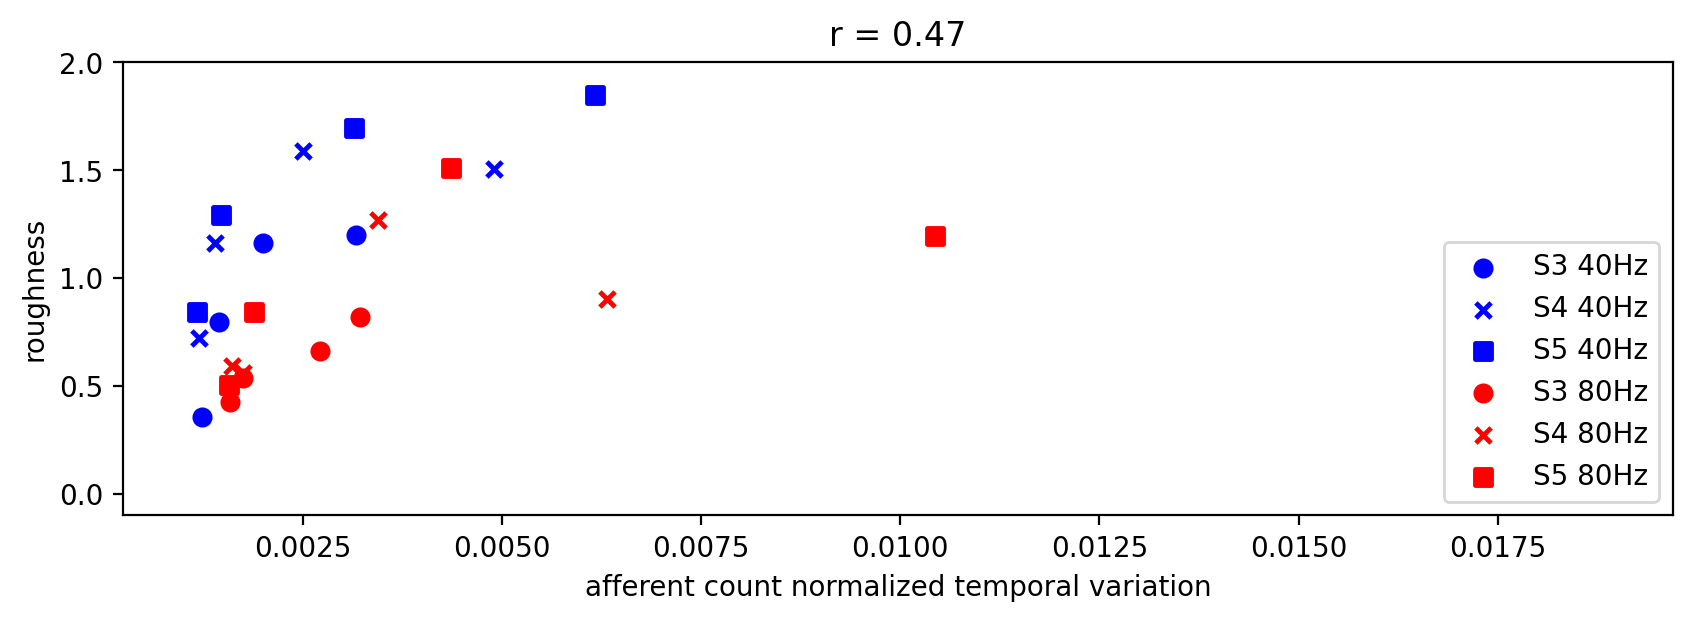 r = 0.47
2.0
1.5
1.0
0.5
0.0
roughness
S3 40Hz
S4 40Hz
S5 40Hz
S3 80Hz
S4 80Hz
S5 80Hz
0.0025 0.0050 0.0075 0.0100 0.0125 0.0150 0.0175
afferent count normalized temporal variation